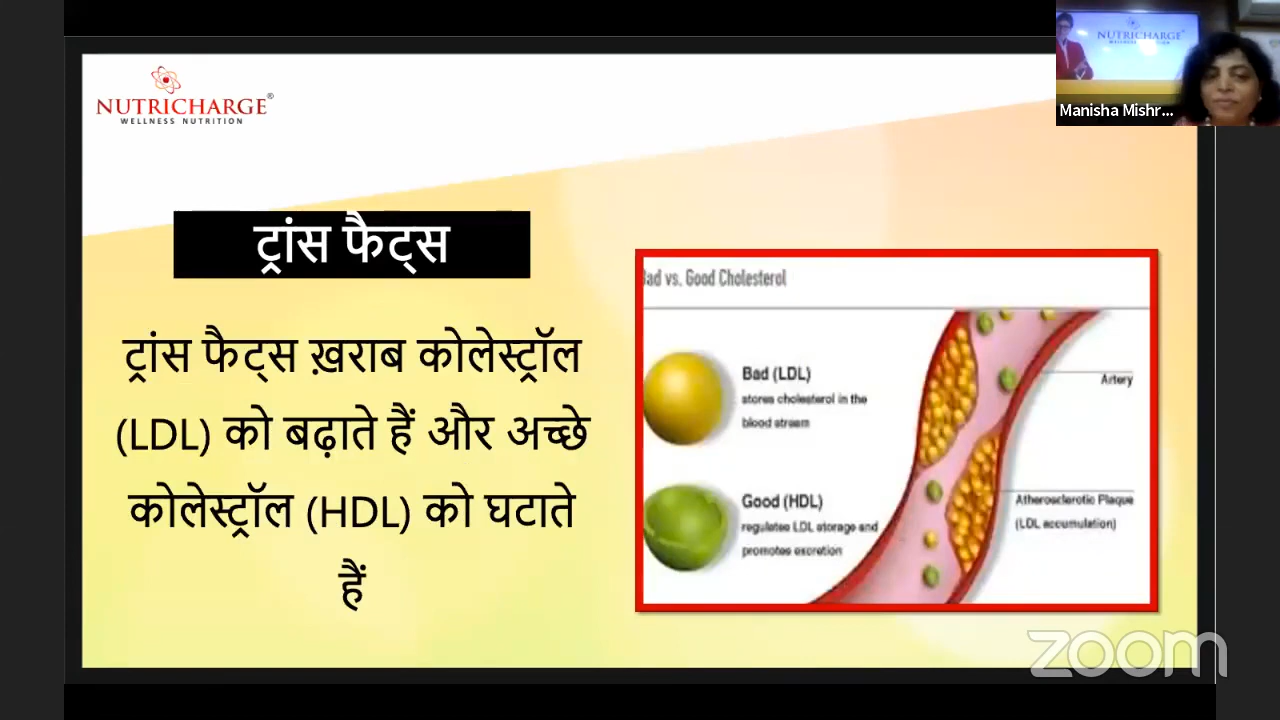 NUTRICHARGE®
WELLNESS NUTRITION
NUTRICHARGE
Manisha Mishr...
ट्रांस फैट्स
ट्रांस फैट्स ख़राब कोलेस्ट्रॉल
(LDL) को बढ़ाते हैं और अच्छे
कोलेस्ट्रॉल (HDL) को घटाते
हैं
Bad vs. Good Cholesterol
Bad (LDL)
stores cholesterol in the
blood stream
Good (HDL)
regulates LDL storage and
promotes excretion
Artery
Atherosclerotic Plaque
(LDL accumulation)
zoom